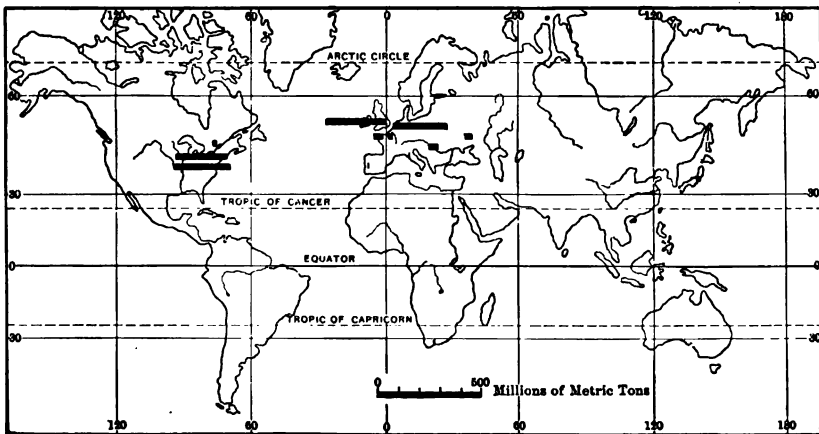 120 60 0 60 120 180
ARCTIC CIRCLE
60 60
30 30
TROPIC OF CANCER
EQUATOR
0 0
TROPIC OF CAPRICORN
30 30
0 500
Millions of Metric Tons
120 60 0 60 120 180